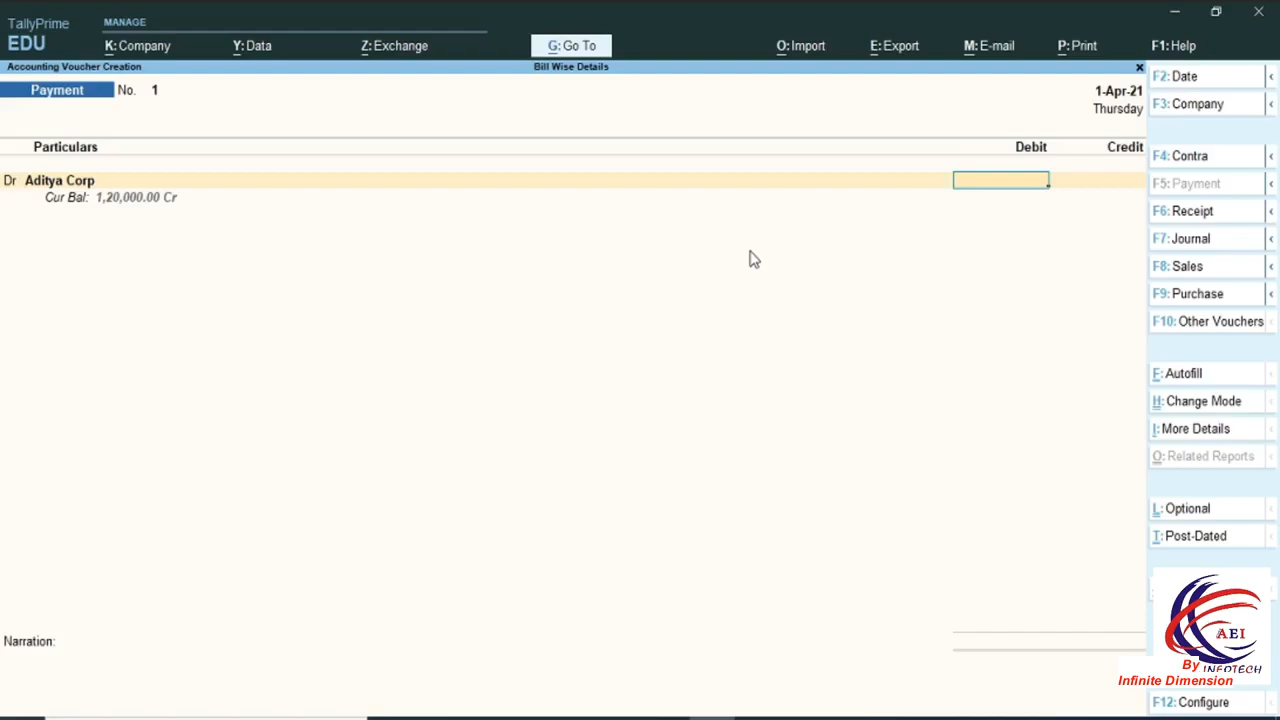 TallyPrime
EDU
MANAGE
K: Company
Y: Data
Z: Exchange
G: Go To
O: Import
E: Export
M: E-mail
P: Print
F1: Help
Accounting Voucher Creation
Bill Wise Details
Payment No. 1
1-Apr-21
Thursday
Particulars
Debit
Credit
Dr Aditya Corp
Cur Bal: 1,20,000.00 Cr
Narration:
F2: Date
F3: Company
F4: Contra
F5: Payment
F6: Receipt
F7: Journal
F8: Sales
F9: Purchase
F10: Other Vouchers
F: Autofill
H: Change Mode
I: More Details
O: Related Reports
L: Optional
T: Post-Dated
AEI
INFOTECH
By
Infinite Dimension
F12: Configure